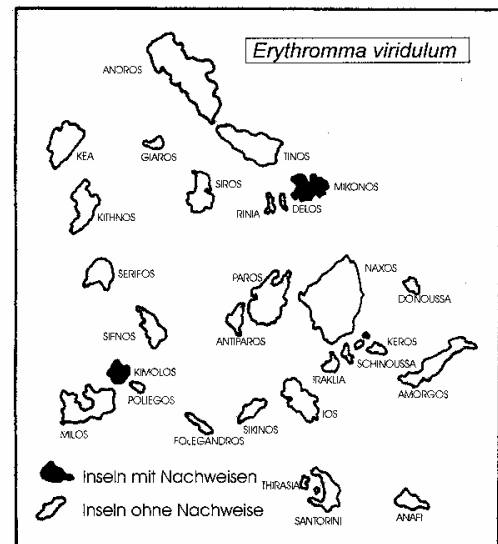 Erythromma viridulum
ANDROS
KEA
GIAROS
TINOS
SIROS
MIKONOS
RINIA
DELOS
KITHNOS
SERIFOS
PAROS
NAXOS
DONOUSSA
SIFNOS
ANTIPAROS
KEROS
SCHINOUSSA
IRAKLIA
KIMOLOS
POLIEGOS
AMORGOS
IOS
SIKINOS
MILOS
FOLEGANDROS
Inseln mit Nachweisen
THIRASIA
Inseln ohne Nachweise
SANTORINI
ANAFI